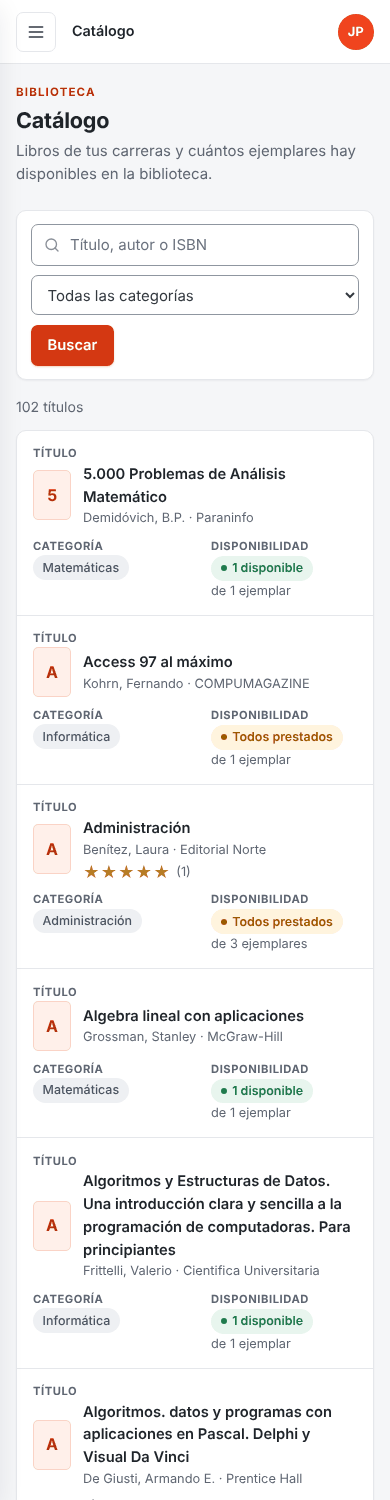 Catálogo
JP
BIBLIOTECA
Catálogo
Libros de tus carreras y cuántos ejemplares hay
disponibles en la biblioteca.
Título, autor o ISBN
Todas las categorías
Buscar
102 títulos
TÍTULO
5
5.000 Problemas de Análisis
Matemático
Demidóvich, B.P. · Paraninfo
CATEGORÍA
DISPONIBILIDAD
Matemáticas
1 disponible
de 1 ejemplar
TÍTULO
A
Access 97 al máximo
Kohrn, Fernando · COMPUMAGAZINE
CATEGORÍA
DISPONIBILIDAD
Informática
Todos prestados
de 1 ejemplar
TÍTULO
A
Administración
Benítez, Laura · Editorial Norte
★★★★★ (1)
CATEGORÍA
DISPONIBILIDAD
Administración
Todos prestados
de 3 ejemplares
TÍTULO
A
Algebra lineal con aplicaciones
Grossman, Stanley · McGraw-Hill
CATEGORÍA
DISPONIBILIDAD
Matemáticas
1 disponible
de 1 ejemplar
TÍTULO
A
Algoritmos y Estructuras de Datos.
Una introducción clara y sencilla a la
programación de computadoras. Para
principiantes
Frittelli, Valerio · Cientifica Universitaria
CATEGORÍA
DISPONIBILIDAD
Informática
1 disponible
de 1 ejemplar
TÍTULO
A
Algoritmos. datos y programas con
aplicaciones en Pascal. Delphi y
Visual Da Vinci
De Giusti, Armando E. · Prentice Hall